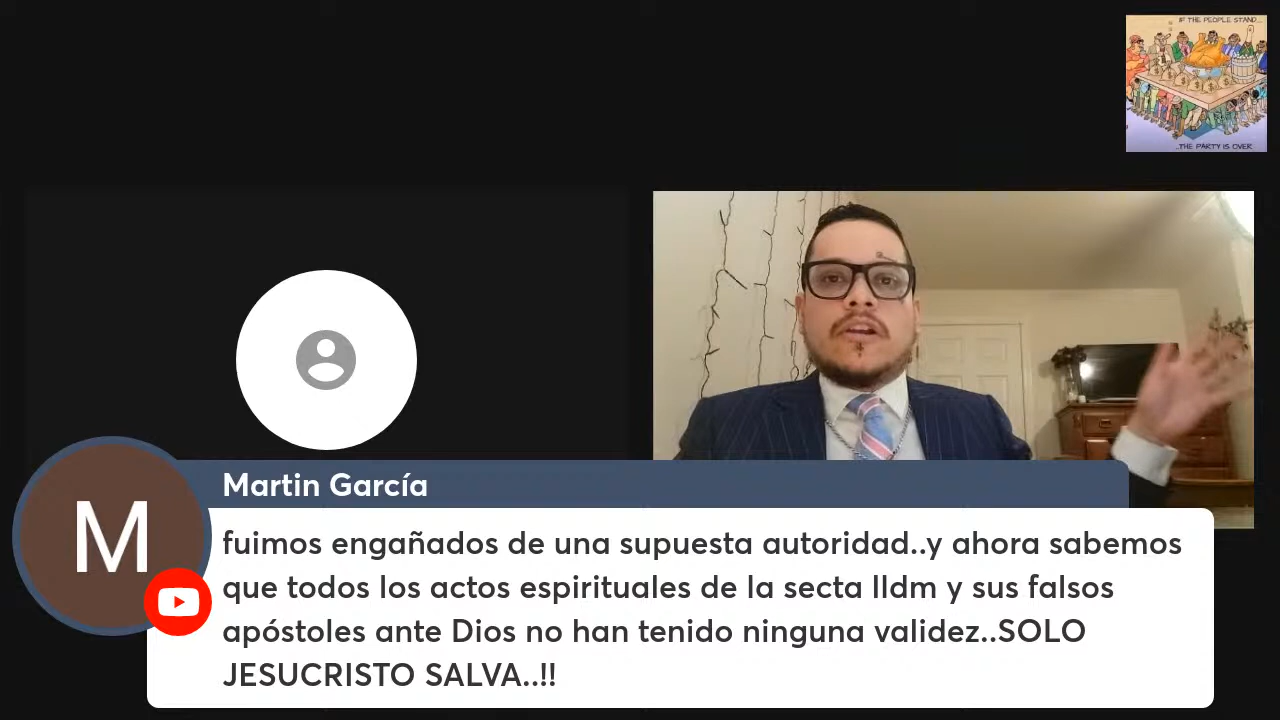 IF THE PEOPLE STAND...
...THE PARTY IS OVER
Martin García
M
fuimos engañados de una supuesta autoridad..y ahora sabemos
que todos los actos espirituales de la secta lldm y sus falsos
apóstoles ante Dios no han tenido ninguna validez..SOLO
JESUCRISTO SALVA..!!